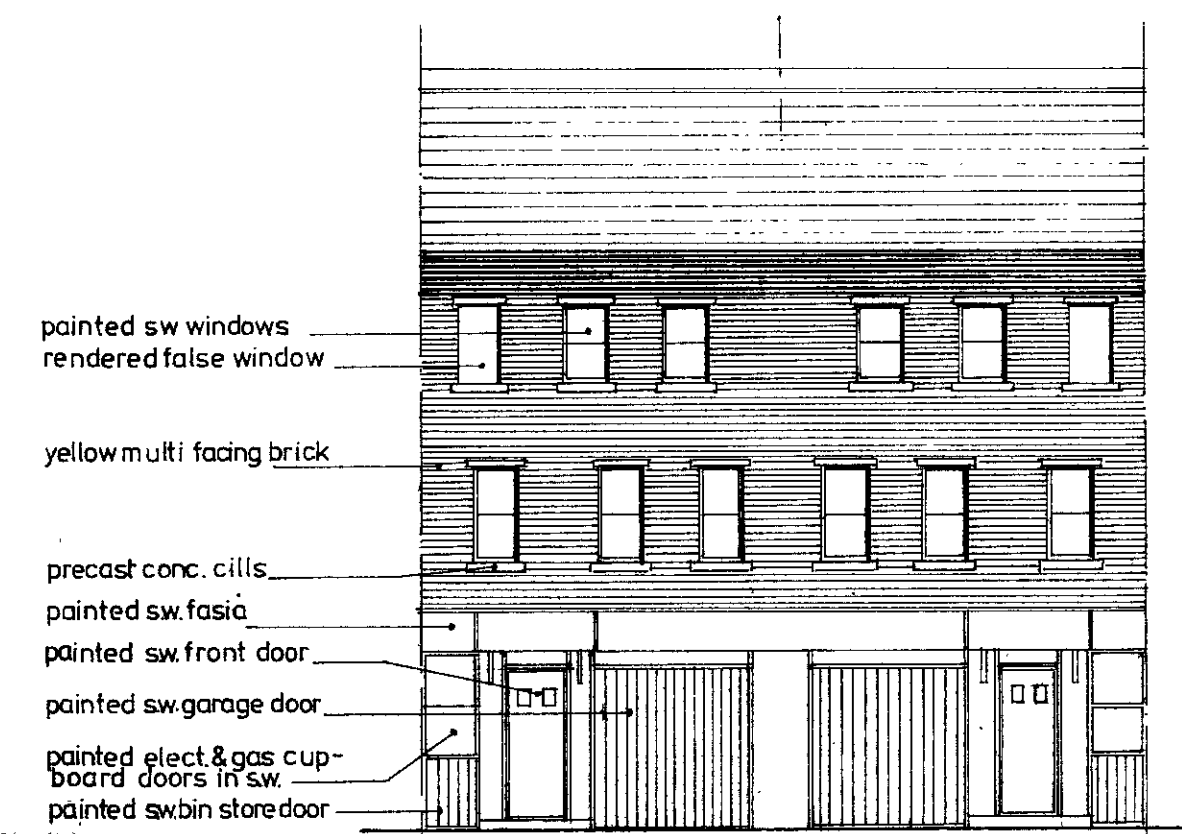 painted sw windows
rendered false window
yellow multi facing brick
precast conc. cills
painted sw. fasia
painted sw. front door
painted sw. garage door
painted elect. & gas cup-
board doors in s.w.
painted sw. bin store door